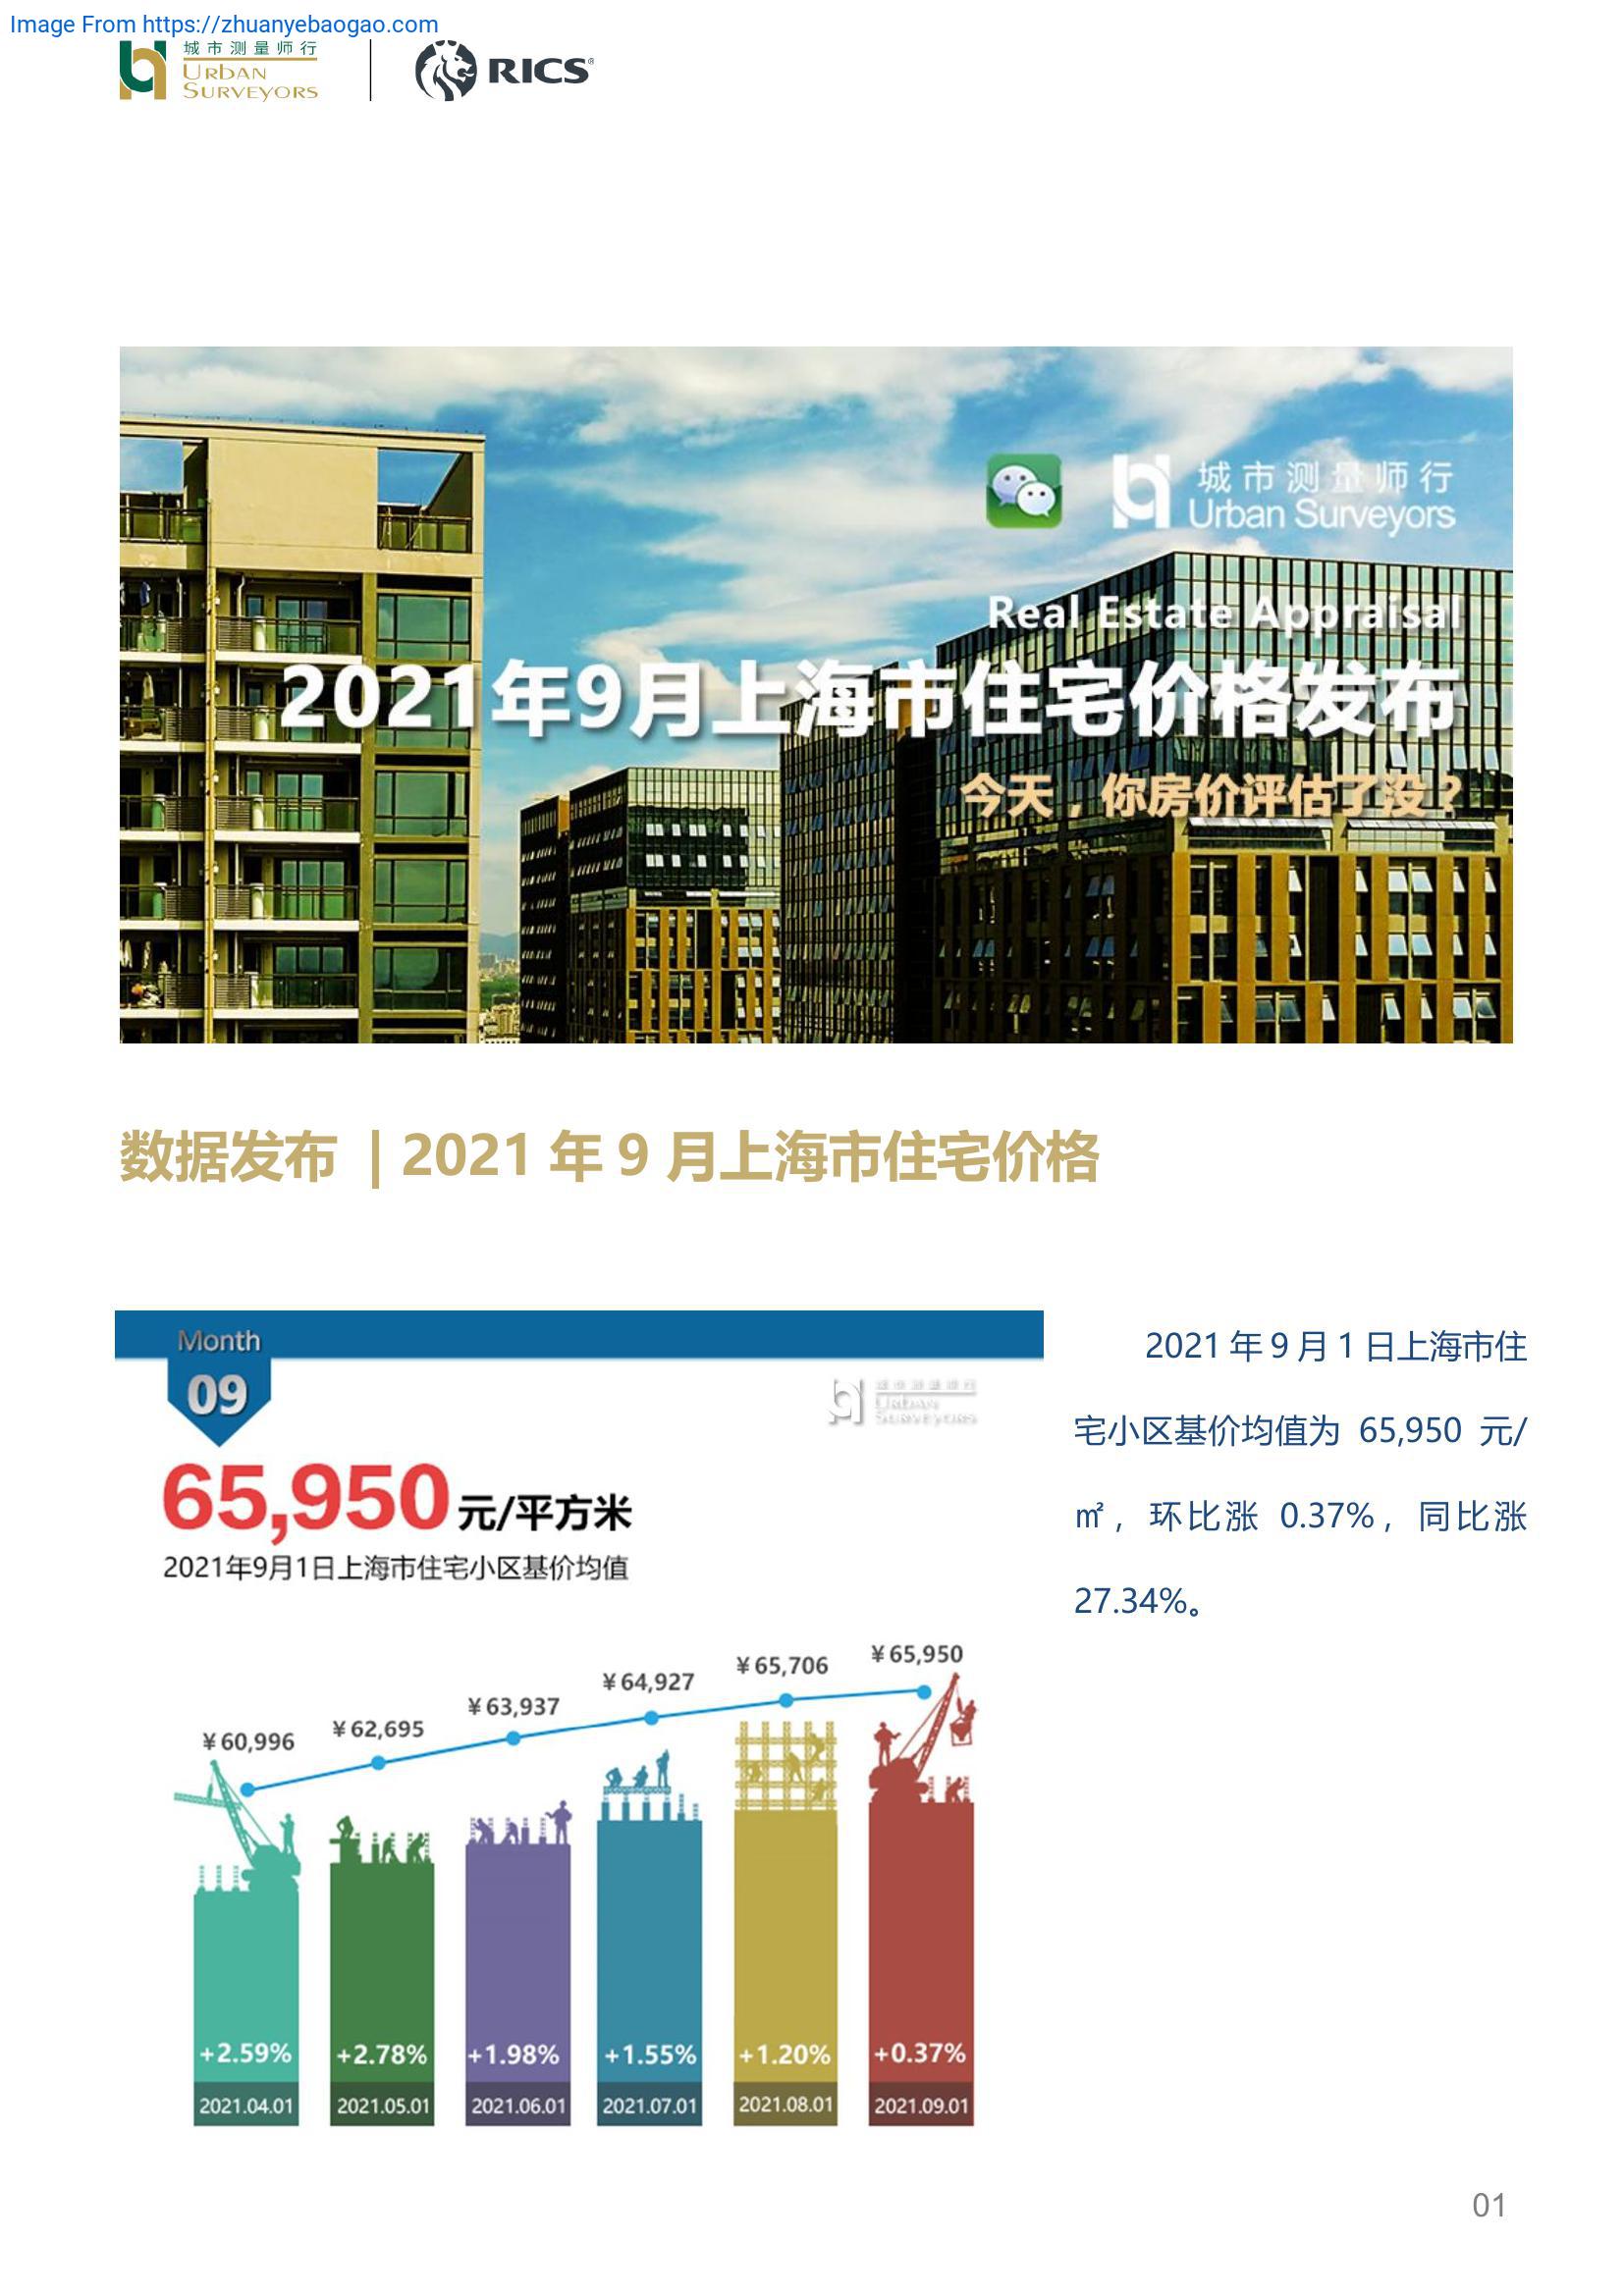 Image From https://zhuanyebaogao.com
城市测量师行
URBAN
SURVEYORS
RICS®
城市测量师行
Urban Surveyors
Real Estate Appraisal
2021年9月上海市住宅价格发布
今天，你房价评估了没？
数据发布 | 2021 年 9 月上海市住宅价格
Month
09
城市测量师行
URBAN
SURVEYORS
65,950 元/平方米
2021年9月1日上海市住宅小区基价均值
¥60,996
¥62,695
¥63,937
¥64,927
¥65,706
¥65,950
+2.59%
+2.78%
+1.98%
+1.55%
+1.20%
+0.37%
2021.04.01
2021.05.01
2021.06.01
2021.07.01
2021.08.01
2021.09.01
2021 年 9 月 1 日上海市住
宅小区基价均值为 65,950 元/
㎡，环比涨 0.37%，同比涨
27.34%。
01